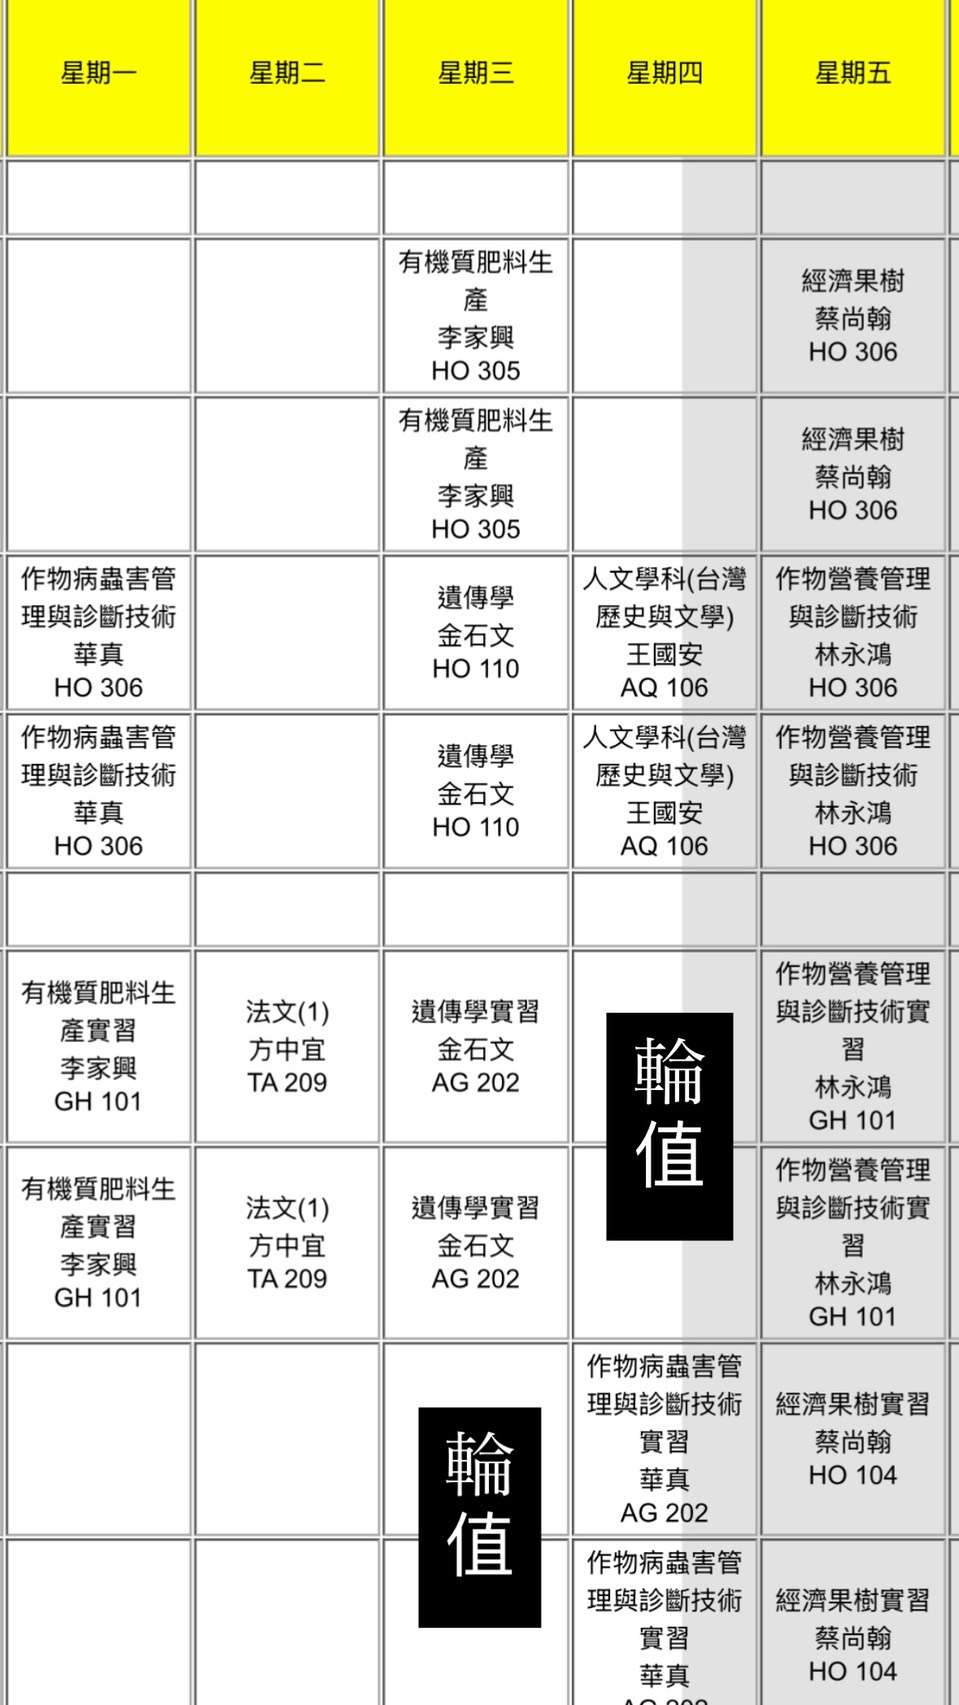 星期一
星期二
星期三
星期四
星期五
有機質肥料生
產
李家興
HO 305
經濟果樹
蔡尚翰
HO 306
有機質肥料生
產
李家興
HO 305
經濟果樹
蔡尚翰
HO 306
作物病蟲害管
理與診斷技術
華真
HO 306
遺傳學
金石文
HO 110
人文學科(台灣
歷史與文學)
王國安
AQ 106
作物營養管理
與診斷技術
林永鴻
HO 306
作物病蟲害管
理與診斷技術
華真
HO 306
遺傳學
金石文
HO 110
人文學科(台灣
歷史與文學)
王國安
AQ 106
作物營養管理
與診斷技術
林永鴻
HO 306
有機質肥料生
產實習
李家興
GH 101
法文(1)
方中宜
TA 209
遺傳學實習
金石文
AG 202
輪
值
作物營養管理
與診斷技術實
習
林永鴻
GH 101
有機質肥料生
產實習
李家興
GH 101
法文(1)
方中宜
TA 209
遺傳學實習
金石文
AG 202
作物營養管理
與診斷技術實
習
林永鴻
GH 101
輪
值
作物病蟲害管
理與診斷技術
實習
華真
AG 202
經濟果樹實習
蔡尚翰
HO 104
作物病蟲害管
理與診斷技術
實習
華真
經濟果樹實習
蔡尚翰
HO 104